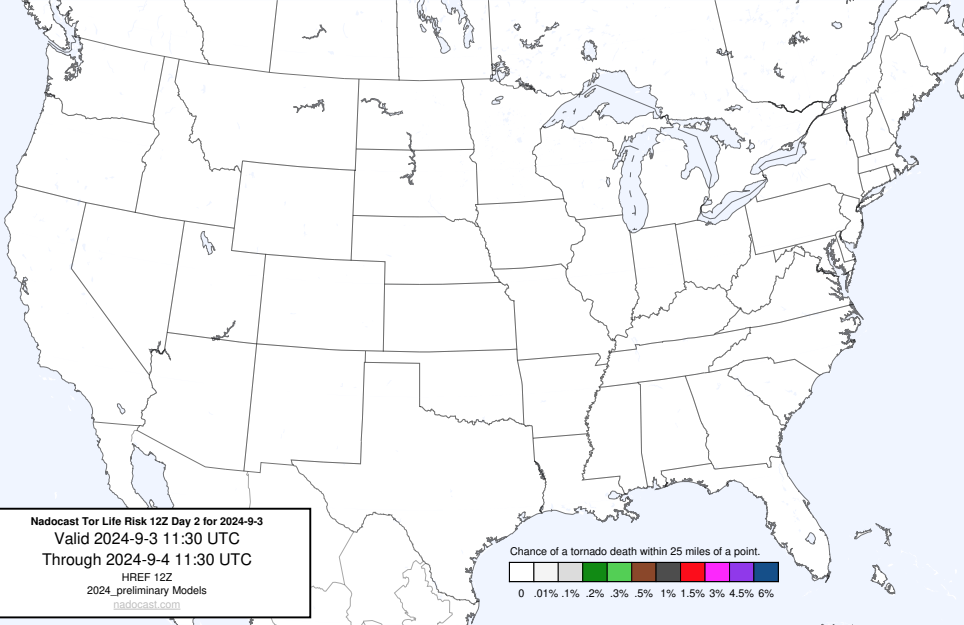 Nadocast Tor Life Risk 12Z Day 2 for 2024-9-3
Valid 2024-9-3 11:30 UTC
Through 2024-9-4 11:30 UTC
HREF 12Z
2024_preliminary Models
nadocast.com
Chance of a tornado death within 25 miles of a point.
0 .01% .1% .2% .3% .5% 1% 1.5% 3% 4.5% 6%